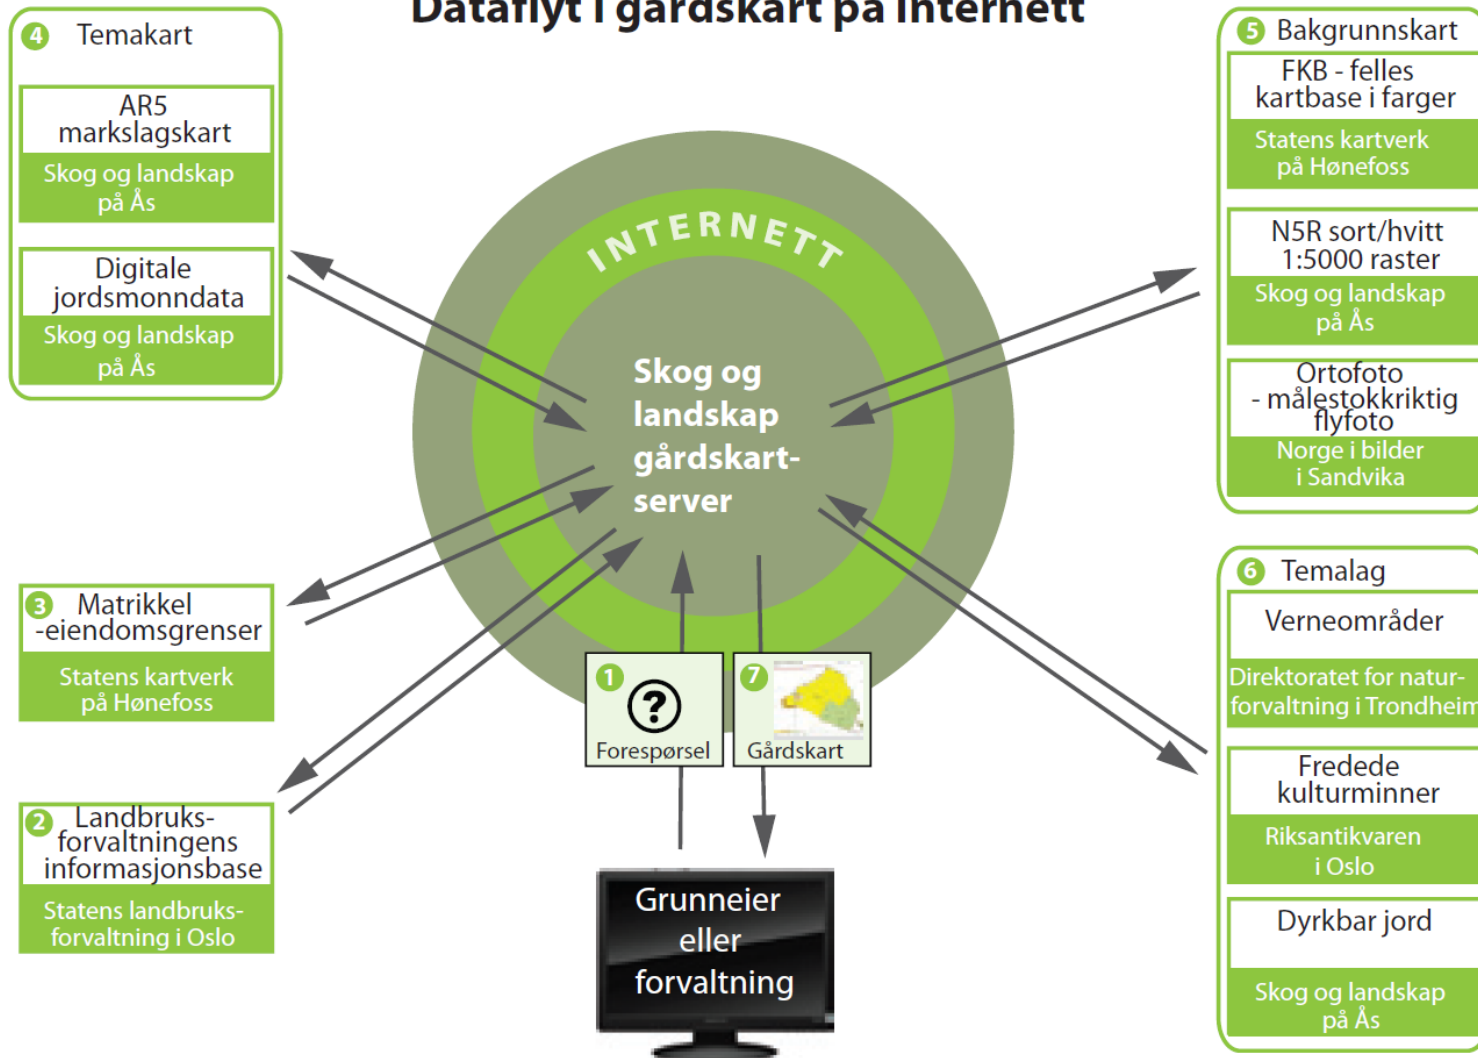 Dataflyt i gårdskart på internett
4 Temakart
AR5
markslagskart
Skog og landskap
på Ås
Digitale
jordsmonndata
Skog og landskap
på Ås
3 Matrikkel
-eiendomsgrenser
Statens kartverk
på Hønefoss
2 Landbruks-
forvaltningens
informasjonsbase
Statens landbruks-
forvaltning i Oslo
INTERNETT
Skog og
landskap
gårdskart-
server
1
Forespørsel
7
Gårdskart
Grunneier
eller
forvaltning
5 Bakgrunnskart
FKB - felles
kartbase i farger
Statens kartverk
på Hønefoss
N5R sort/hvitt
1:5000 raster
Skog og landskap
på Ås
Ortofoto
- målestokkriktig
flyfoto
Norge i bilder
i Sandvika
6 Temalag
Verneområder
Direktoratet for natur-
forvaltning i Trondheim
Fredede
kulturminner
Riksantikvaren
i Oslo
Dyrkbar jord
Skog og landskap
på Ås